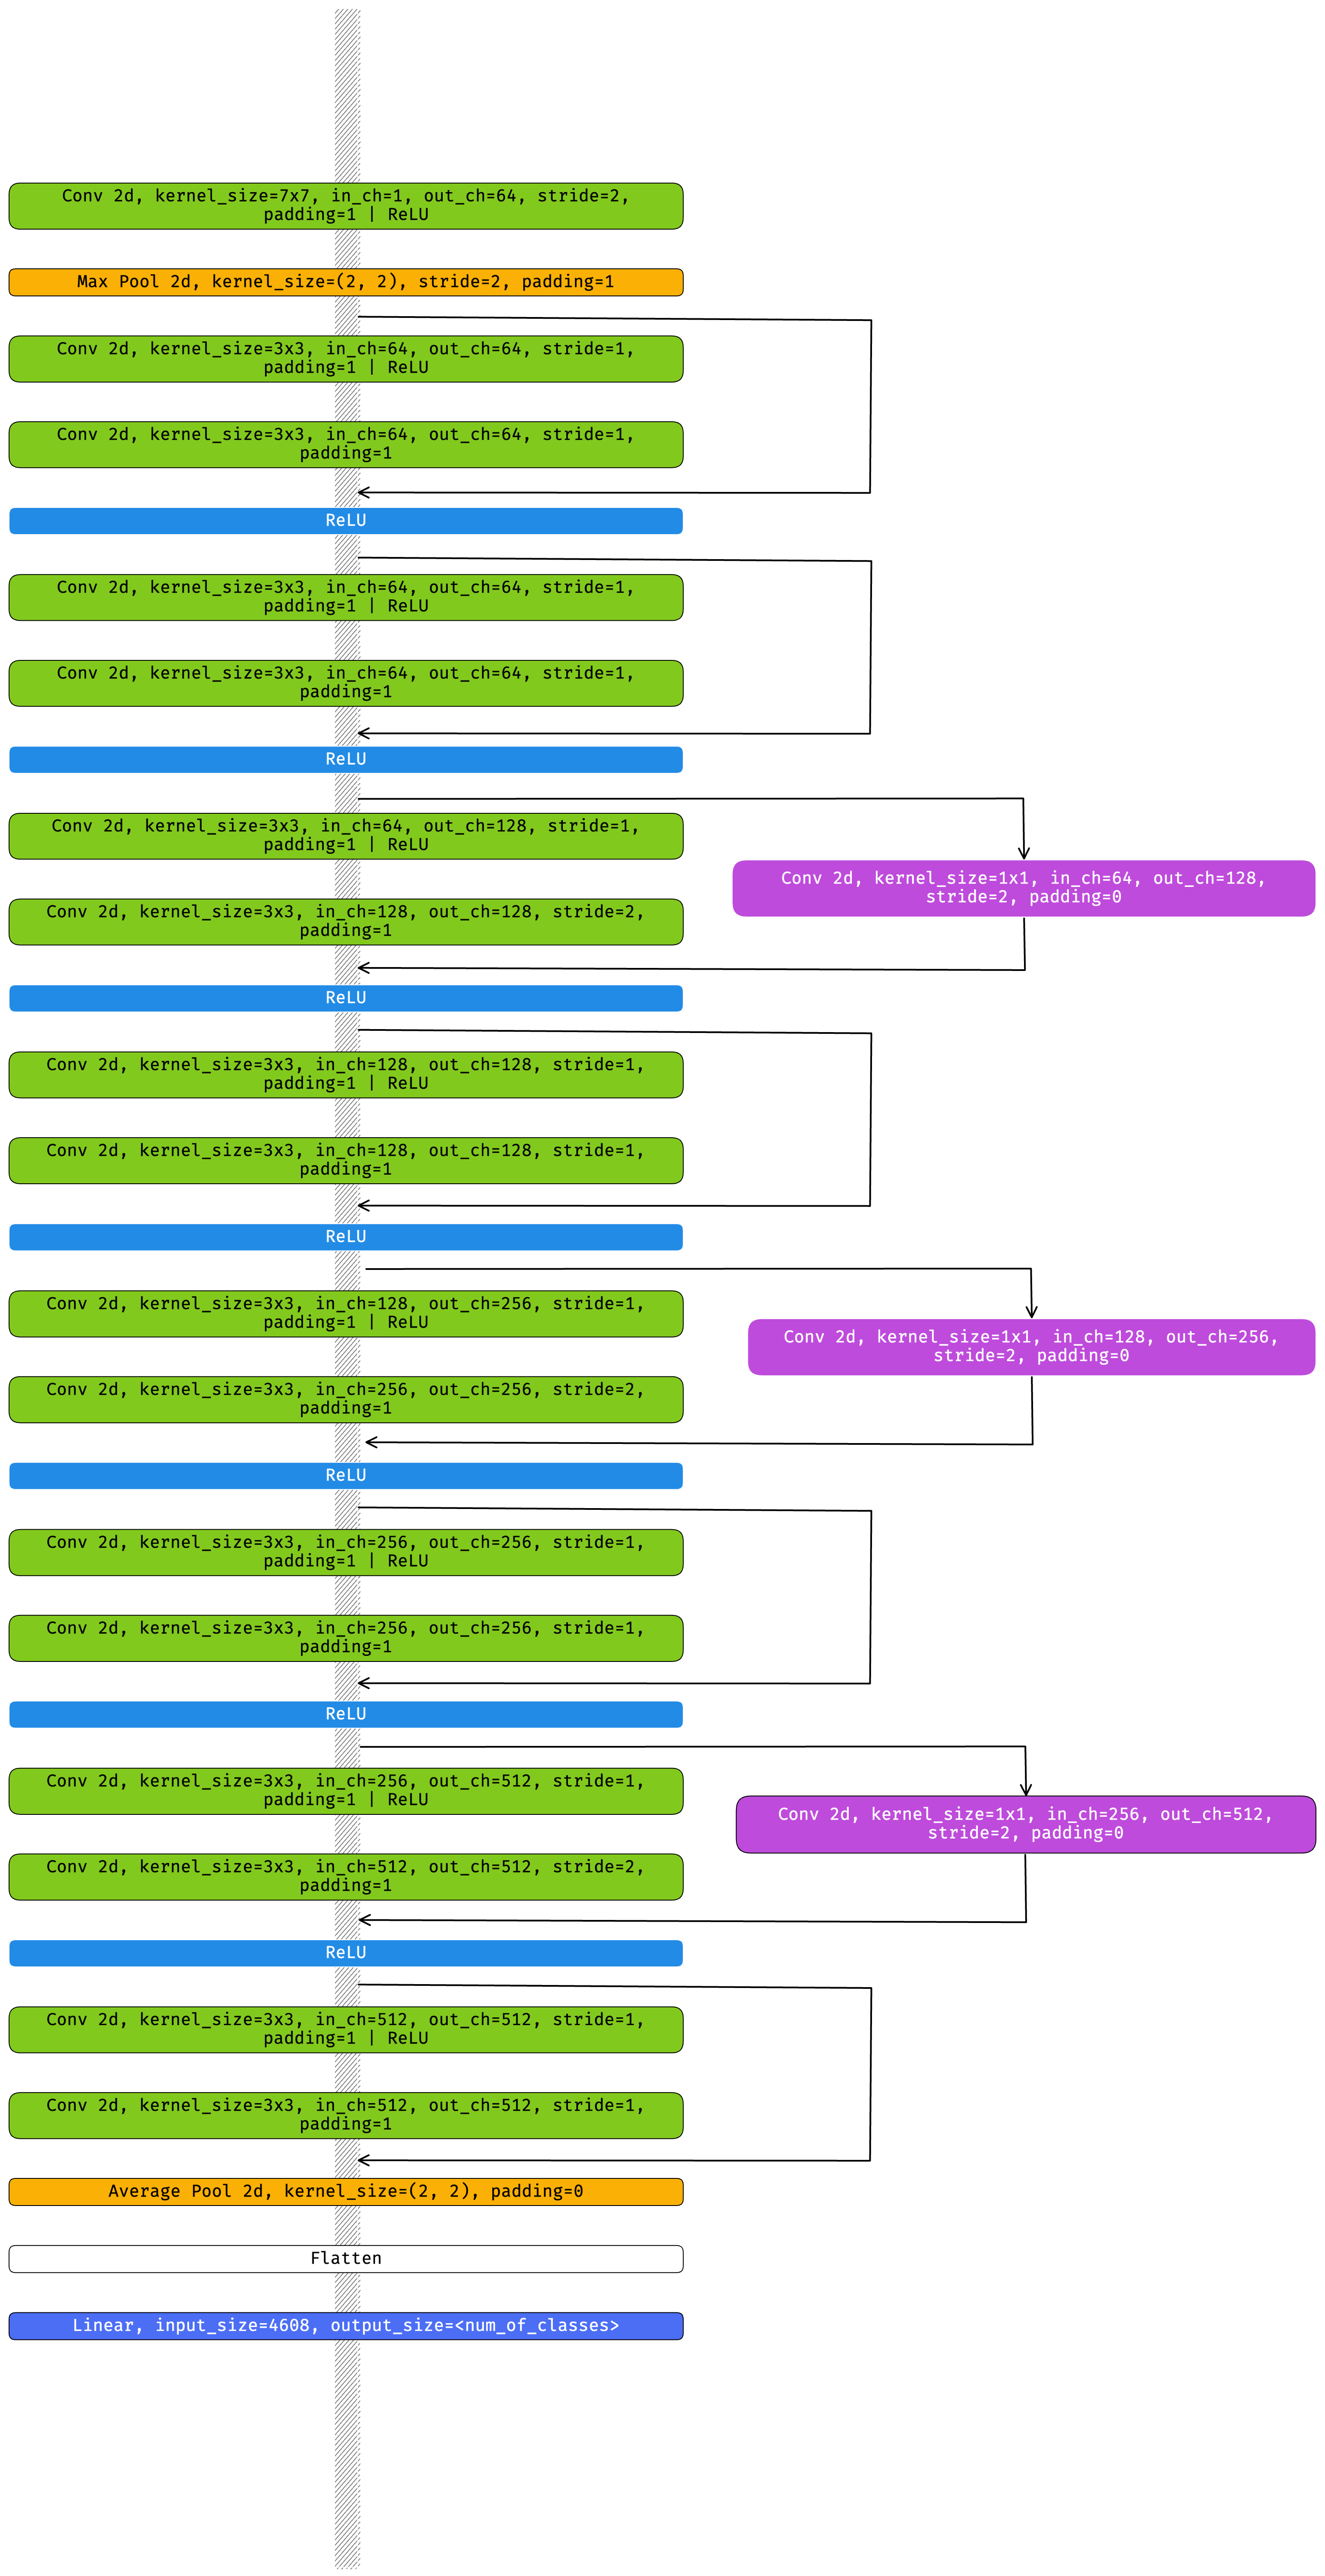 Conv 2d, kernel_size=7x7, in_ch=1, out_ch=64, stride=2,
padding=1 | ReLU
Max Pool 2d, kernel_size=(2, 2), stride=2, padding=1
Conv 2d, kernel_size=3x3, in_ch=64, out_ch=64, stride=1,
padding=1 | ReLU
Conv 2d, kernel_size=3x3, in_ch=64, out_ch=64, stride=1,
padding=1
ReLU
Conv 2d, kernel_size=3x3, in_ch=64, out_ch=64, stride=1,
padding=1 | ReLU
Conv 2d, kernel_size=3x3, in_ch=64, out_ch=64, stride=1,
padding=1
ReLU
Conv 2d, kernel_size=3x3, in_ch=64, out_ch=128, stride=1,
padding=1 | ReLU
Conv 2d, kernel_size=1x1, in_ch=64, out_ch=128,
stride=2, padding=0
Conv 2d, kernel_size=3x3, in_ch=128, out_ch=128, stride=2,
padding=1
ReLU
Conv 2d, kernel_size=3x3, in_ch=128, out_ch=128, stride=1,
padding=1 | ReLU
Conv 2d, kernel_size=3x3, in_ch=128, out_ch=128, stride=1,
padding=1
ReLU
Conv 2d, kernel_size=3x3, in_ch=128, out_ch=256, stride=1,
padding=1 | ReLU
Conv 2d, kernel_size=1x1, in_ch=128, out_ch=256,
stride=2, padding=0
Conv 2d, kernel_size=3x3, in_ch=256, out_ch=256, stride=2,
padding=1
ReLU
Conv 2d, kernel_size=3x3, in_ch=256, out_ch=256, stride=1,
padding=1 | ReLU
Conv 2d, kernel_size=3x3, in_ch=256, out_ch=256, stride=1,
padding=1
ReLU
Conv 2d, kernel_size=3x3, in_ch=256, out_ch=512, stride=1,
padding=1 | ReLU
Conv 2d, kernel_size=1x1, in_ch=256, out_ch=512,
stride=2, padding=0
Conv 2d, kernel_size=3x3, in_ch=512, out_ch=512, stride=2,
padding=1
ReLU
Conv 2d, kernel_size=3x3, in_ch=512, out_ch=512, stride=1,
padding=1 | ReLU
Conv 2d, kernel_size=3x3, in_ch=512, out_ch=512, stride=1,
padding=1
Average Pool 2d, kernel_size=(2, 2), padding=0
Flatten
Linear, input_size=4608, output_size=<num_of_classes>